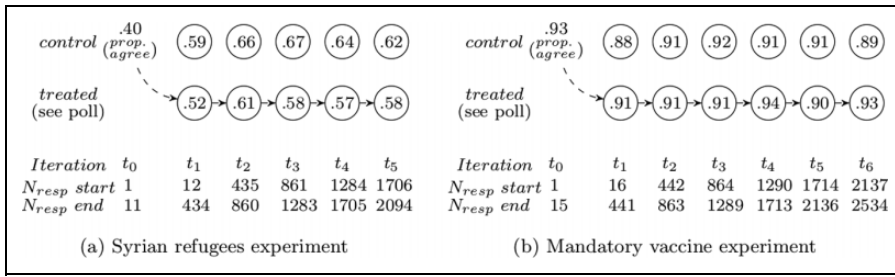 .40 .93
control (prop. agree) .59 .66 .67 .64 .62 control (prop. agree) .88 .91 .92 .91 .91 .89
treated (see poll) .52 .61 .58 .57 .58 treated (see poll) .91 .91 .91 .94 .90 .93
Iteration t0 t1 t2 t3 t4 t5 Iteration t0 t1 t2 t3 t4 t5 t6
Nresp start 1 12 435 861 1284 1706 Nresp start 1 16 442 864 1290 1714 2137
Nresp end 11 434 860 1283 1705 2094 Nresp end 15 441 863 1289 1713 2136 2534
(a) Syrian refugees experiment (b) Mandatory vaccine experiment